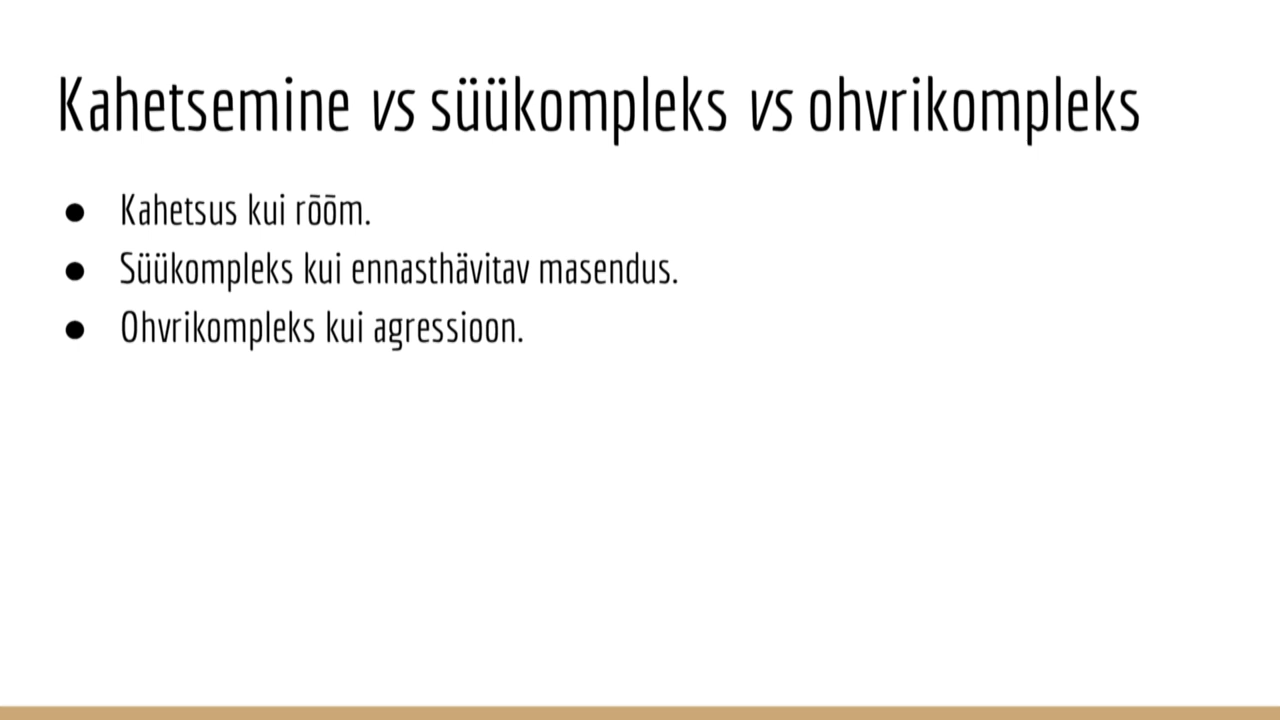 Kahetsemine vs süükompleks vs ohvrikompleks
● Kahetsus kui rõõm.
● Süükompleks kui ennasthävitav masendus.
● Ohvrikompleks kui agressioon.